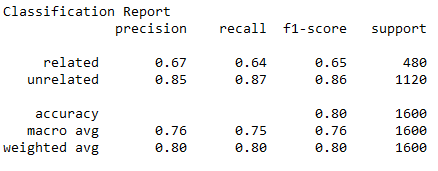 Classification Report
precision recall f1-score support
related 0.67 0.64 0.65 480
unrelated 0.85 0.87 0.86 1120
accuracy 0.80 1600
macro avg 0.76 0.75 0.76 1600
weighted avg 0.80 0.80 0.80 1600